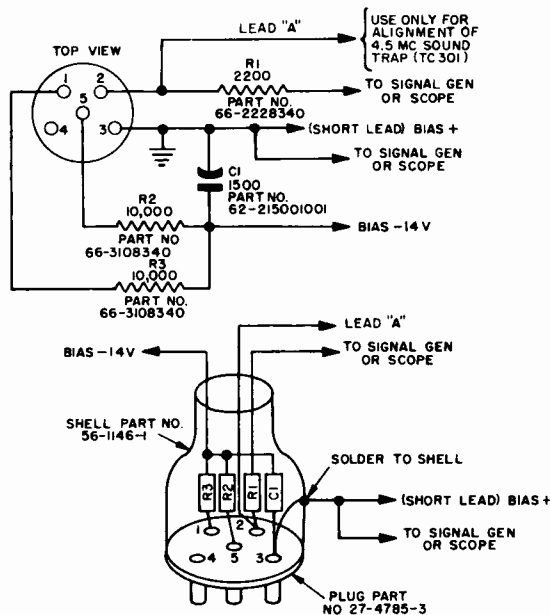 LEAD "A"
USE ONLY FOR
ALIGNMENT OF
4.5 MC SOUND
TRAP (TC 301)
TOP VIEW
R1
2200
PART NO.
66-2228340
TO SIGNAL GEN
OR SCOPE
1
2
5
4
3
(SHORT LEAD) BIAS +
TO SIGNAL GEN
OR SCOPE
C1
1500
PART NO.
62-215001001
R2
10,000
PART NO
66-3108340
BIAS -14V
R3
10,000
PART NO.
66-3108340
LEAD "A"
BIAS -14V
TO SIGNAL GEN
OR SCOPE
SHELL PART NO.
56-1146-1
SOLDER TO SHELL
R3
R2
R1
C1
(SHORT LEAD) BIAS +
1
2
4
5
3
TO SIGNAL GEN
OR SCOPE
PLUG PART
NO 27-4785-3